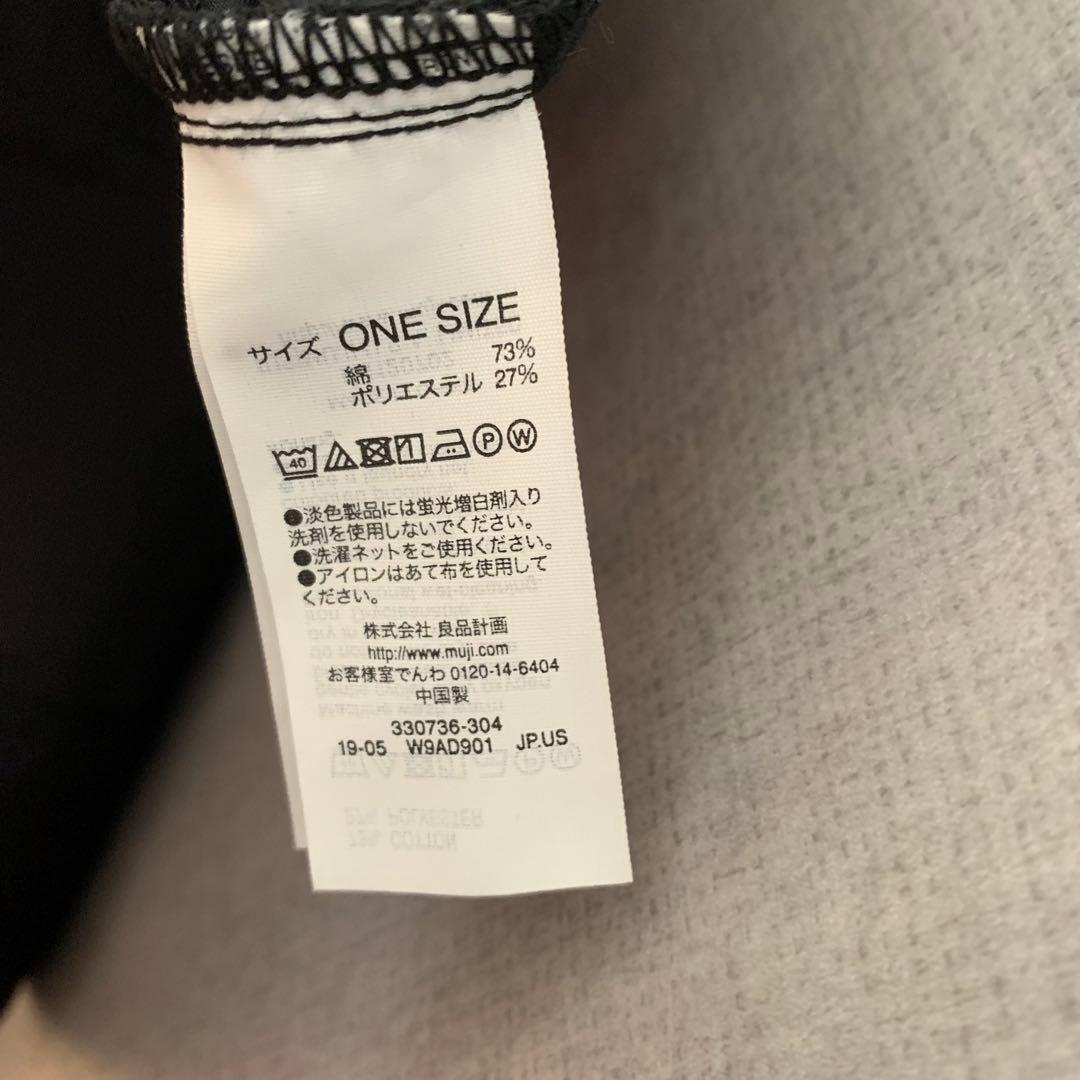 サイズ ONE SIZE
綿 73%
ポリエステル 27%
40 P W
●淡色製品には蛍光増白剤入り
洗剤を使用しないでください。
●洗濯ネットをご使用ください。
●アイロンはあて布を使用して
ください。
株式会社 良品計画
http://www.muji.com
お客様室でんわ 0120-14-6404
中国製
330736-304
19-05 W9AD901 JP.US
27% POLYESTER
73% COTTON